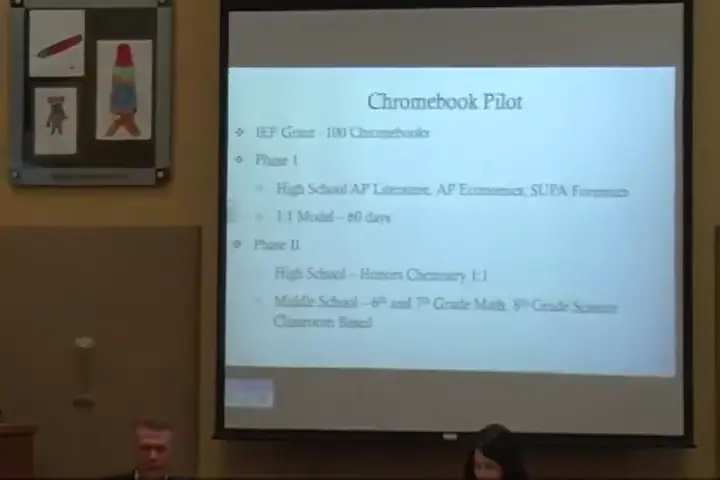 Chromebook Pilot
IEF Grant - 100 Chromebooks
Phase I
High School AP Literature, AP Economics, SUPA Forensics
1:1 Model – 60 days
Phase II
High School – Honors Chemistry 1:1
Middle School – 6th and 7th Grade Math, 8th Grade Science
Classroom Based